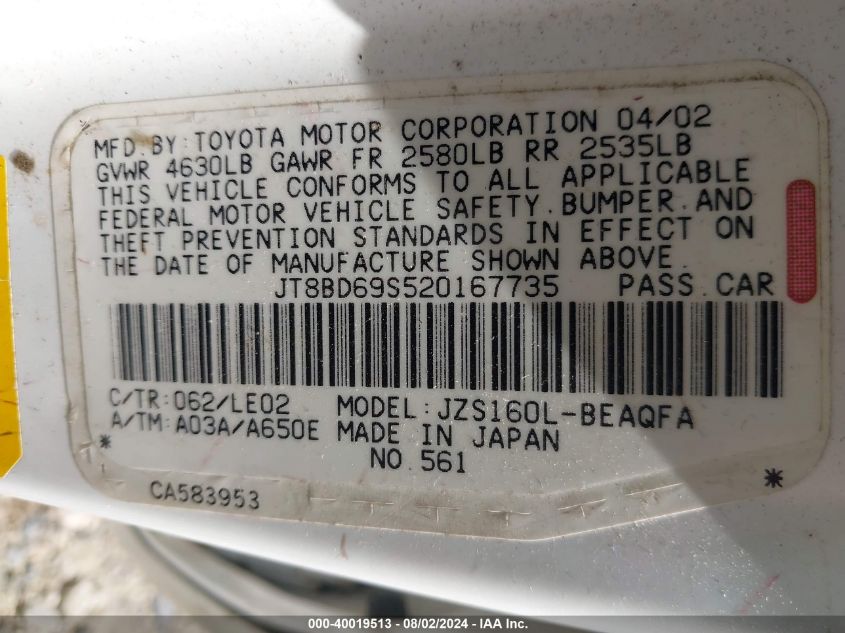 MFD. BY: TOYOTA MOTOR CORPORATION 04/02
GVWR 4630LB GAWR FR 2580LB RR 2535LB
THIS VEHICLE CONFORMS TO ALL APPLICABLE
FEDERAL MOTOR VEHICLE SAFETY. BUMPER. AND
THEFT PREVENTION STANDARDS IN EFFECT ON
THE DATE OF MANUFACTURE SHOWN ABOVE.
JT8BD69S520167735 PASS. CAR
C/TR:062/LE02 MODEL:JZS160L-BEAQFA
A/TM:A03A/A650E MADE IN JAPAN
* NO. 561 *
CA583953
000-40019513 - 08/02/2024 - IAA Inc.